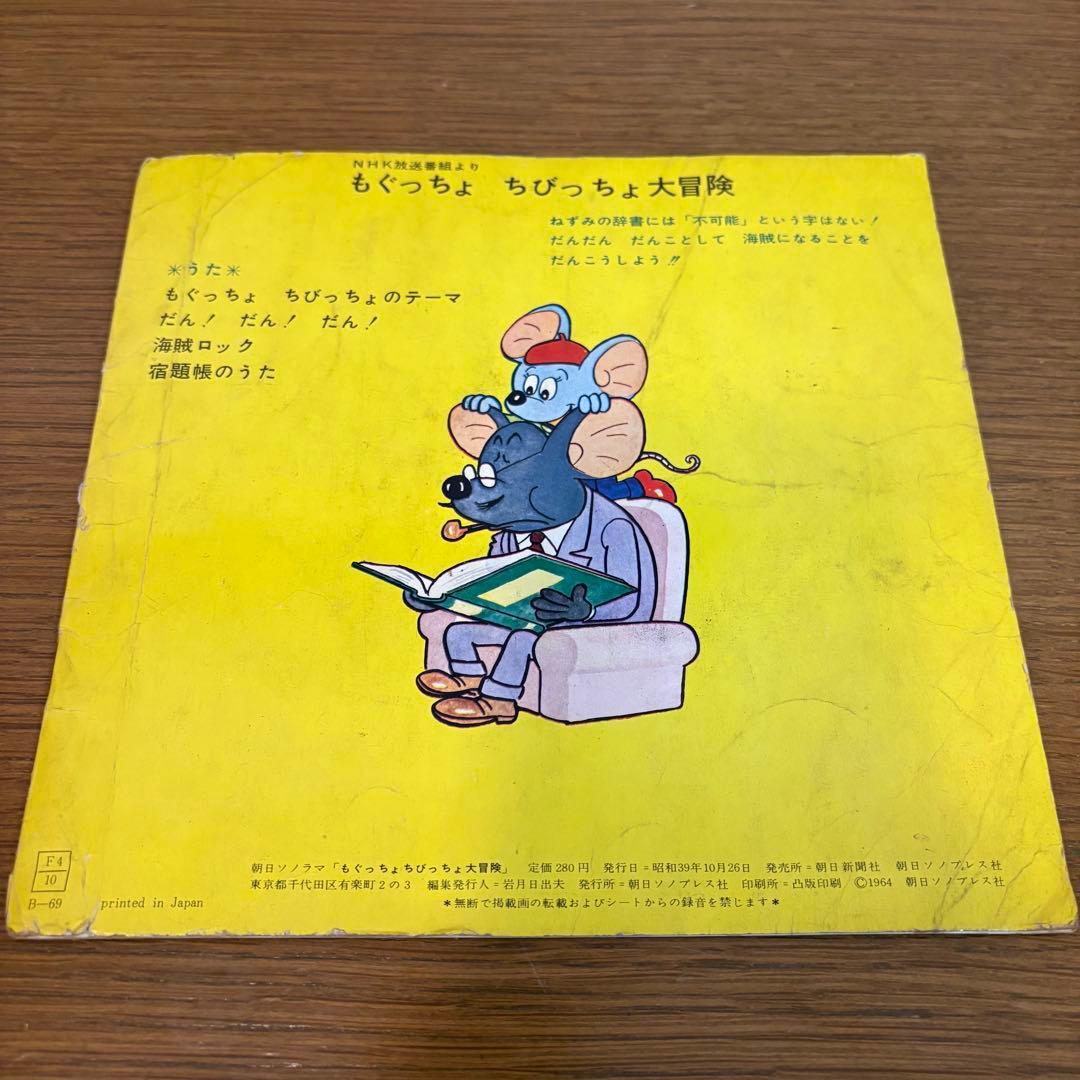 NHK放送番組より
もぐっちょ　ちびっちょ大冒険
ねずみの辞書には「不可能」という字はない!
だんだん　だんことして　海賊になることを
だんこうしよう!!
＊うた＊
もぐっちょ　ちびっちょのテーマ
だん!　だん!　だん!
海賊ロック
宿題帳のうた
F4
10
B—69
printed in Japan
朝日ソノラマ「もぐっちょちびっちょ大冒険」　定価280円　発行日＝昭和39年10月26日　発売所＝朝日新聞社　朝日ソノプレス社
東京都千代田区有楽町2の3　編集発行人＝岩月日出夫　発行所＝朝日ソノプレス社　印刷所＝凸版印刷　©1964　朝日ソノプレス社
＊無断で掲載画の転載およびシートからの録音を禁じます＊